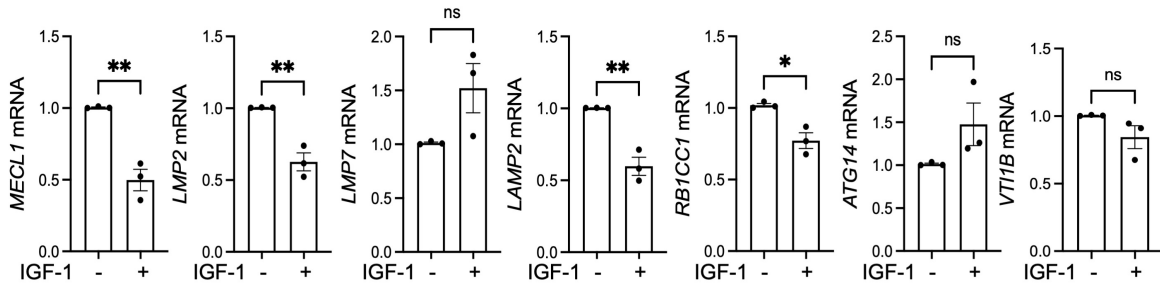 MECL1 mRNA
1.5
1.0
0.5
0.0
**
IGF-1 - +
LMP2 mRNA
1.5
1.0
0.5
0.0
**
IGF-1 - +
LMP7 mRNA
2.0
1.5
1.0
0.5
0.0
ns
IGF-1 - +
LAMP2 mRNA
1.5
1.0
0.5
0.0
**
IGF-1 - +
RB1CC1 mRNA
1.5
1.0
0.5
0.0
*
IGF-1 - +
ATG14 mRNA
2.5
2.0
1.5
1.0
0.5
0.0
ns
IGF-1 - +
VTI1B mRNA
1.5
1.0
0.5
0.0
ns
IGF-1 - +